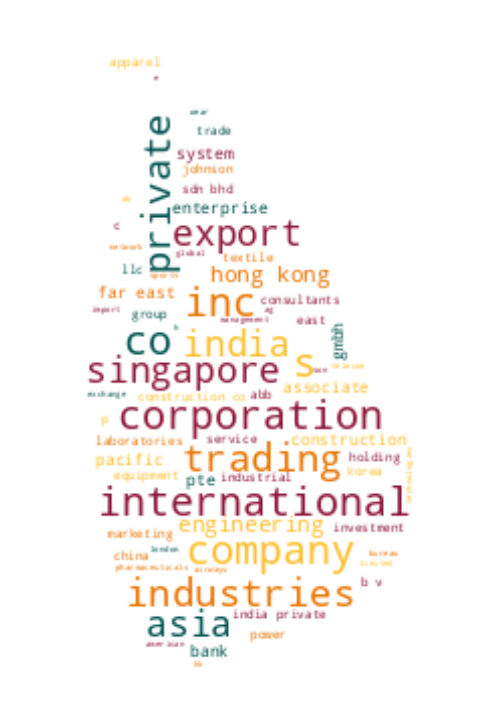 apparel
wear
trade
private
system
johnson
sdn bhd
enterprise
c
export
network
global
textile
llc
sports
hong kong
far east
inc
consultants
import
group
management
east
co
india
gmbh
singapore
s
telecom
exchange
construction co
abb
associate
corporation
p
laboratories
service
construction
trading
pacific
holding
equipment
pte
industrial
korea
international
engineering
investment
marketing
london
company
china
bureau
pharmaceuticals
airways
limited
industries
b v
asia
india private
power
american
bank